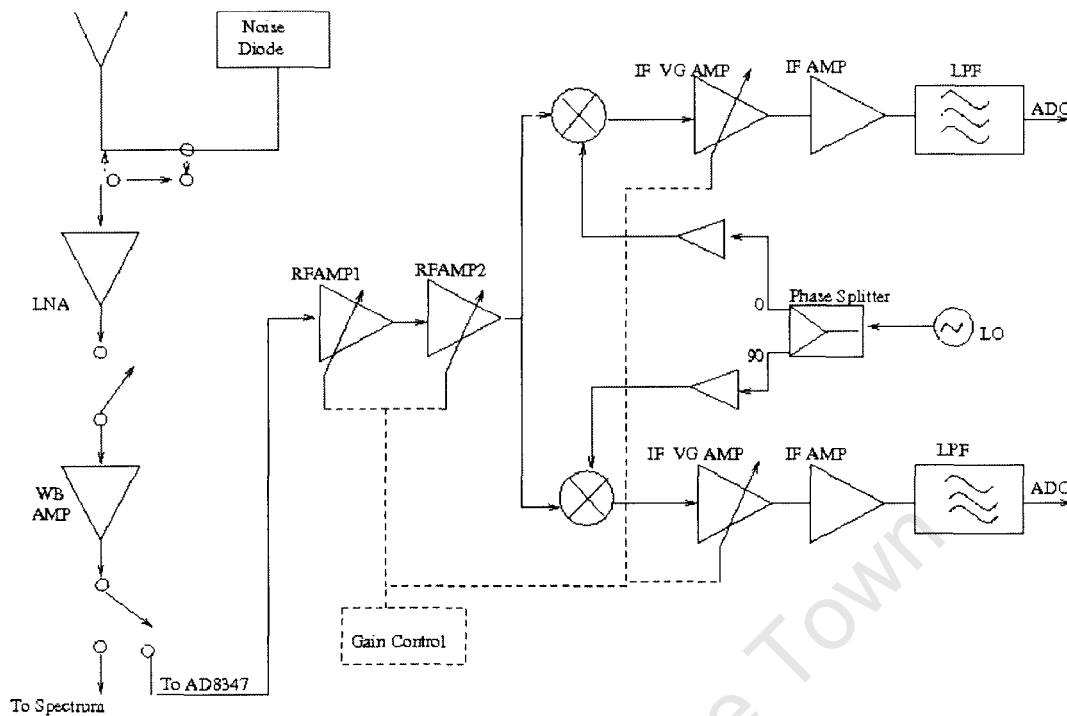 Noise
Diode
IF VG AMP
IF AMP
LPF
ADC
LNA
RFAMP1
RFAMP2
0
Phase Splitter
LO
90
WB
AMP
IF VG AMP
IF AMP
LPF
ADC
Gain Control
To AD8347
To Spectrum
e Town